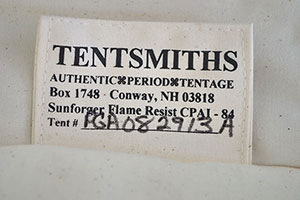 TENTSMITHS
AUTHENTIC⌘PERIOD⌘TENTAGE
Box 1748 · Conway, NH 03818
Sunforger Flame Resist CPAI - 84
Tent # PGA082913A